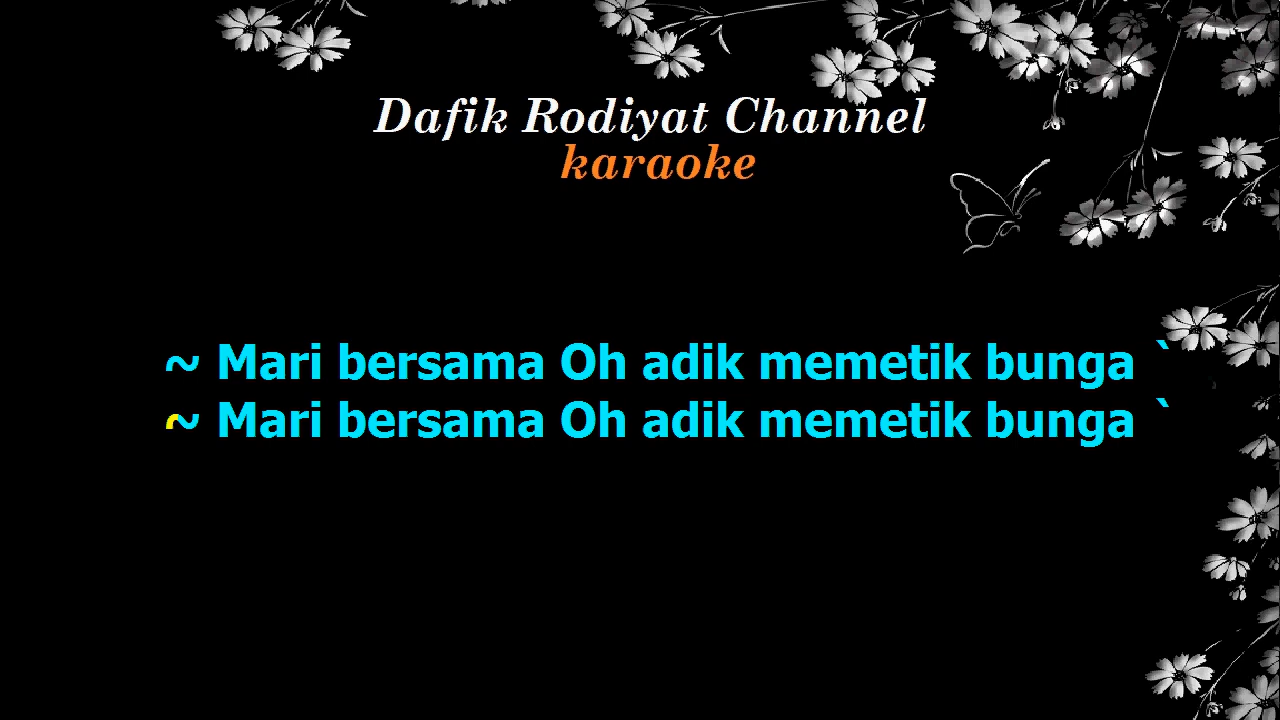 Dafik Rodiyat Channel
karaoke
~ Mari bersama Oh adik memetik bunga `
~ Mari bersama Oh adik memetik bunga `